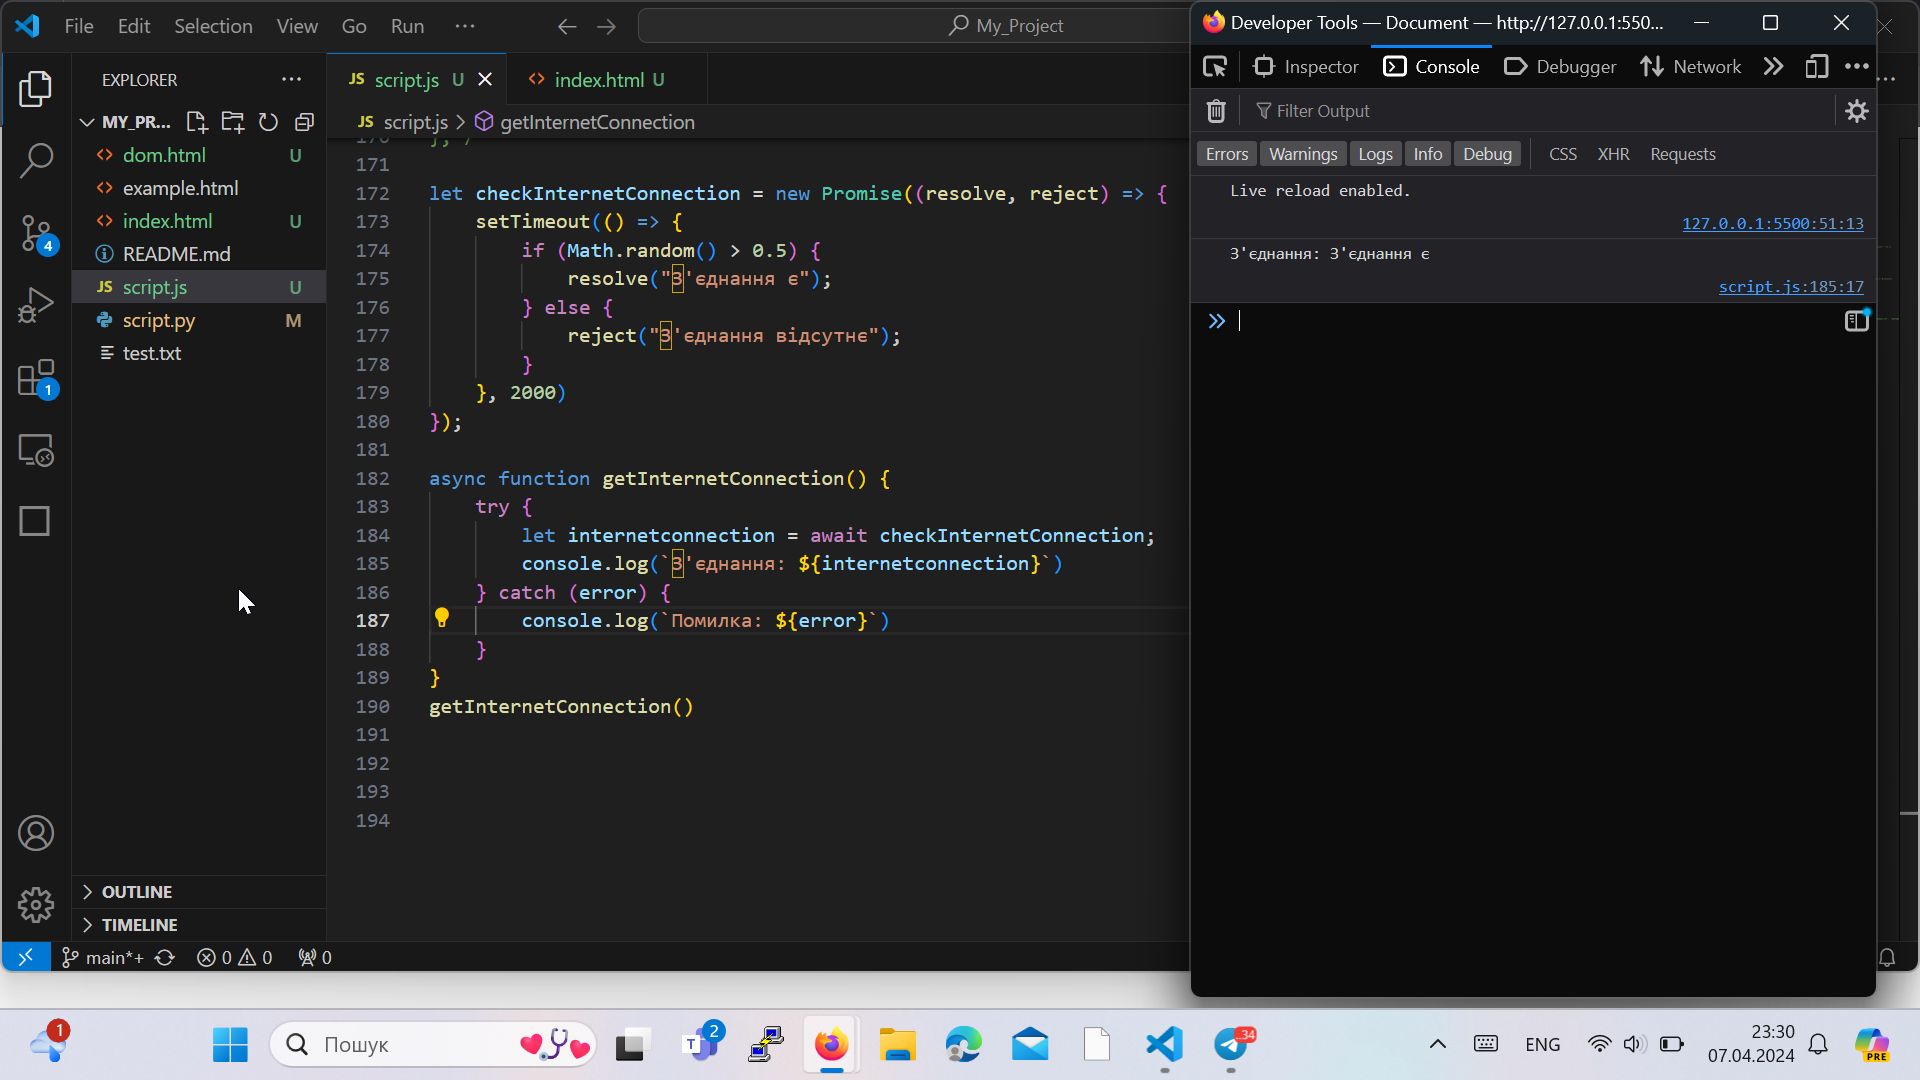 File Edit Selection View Go Run ···
My_Project
EXPLORER
MY_PR...
dom.html U
example.html
index.html U
README.md
script.js U
script.py M
test.txt
4
1
OUTLINE
TIMELINE
script.js U
index.html U
script.js > getInternetConnection
171
172 let checkInternetConnection = new Promise((resolve, reject) => {
173 setTimeout(() => {
174 if (Math.random() > 0.5) {
175 resolve("З'єднання є");
176 } else {
177 reject("З'єднання відсутнє");
178 }
179 }, 2000)
180 });
181
182 async function getInternetConnection() {
183 try {
184 let internetconnection = await checkInternetConnection;
185 console.log(`З'єднання: ${internetconnection}`)
186 } catch (error) {
187 console.log(`Помилка: ${error}`)
188 }
189 }
190 getInternetConnection()
191
192
193
194
main*+ 0 0 0
Developer Tools — Document — http://127.0.0.1:550...
Inspector Console Debugger Network
Filter Output
Errors Warnings Logs Info Debug CSS XHR Requests
Live reload enabled.
127.0.0.1:5500:51:13
З'єднання: З'єднання є
script.js:185:17
1
Пошук
2
34
ENG
23:30
07.04.2024
PRE